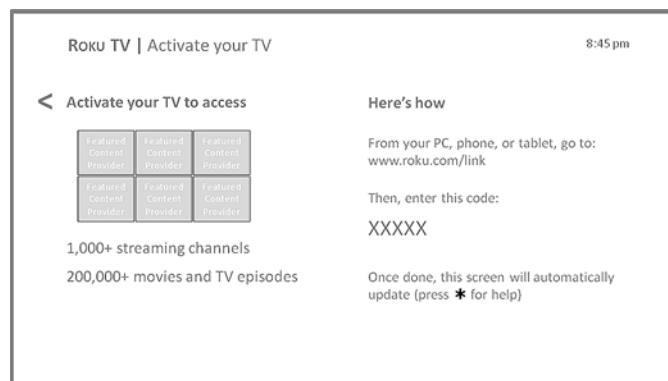 ROKU TV | Activate your TV
8:45 pm
< Activate your TV to access
Featured Content Provider
Featured Content Provider
Featured Content Provider
Featured Content Provider
Featured Content Provider
Featured Content Provider
1,000+ streaming channels
200,000+ movies and TV episodes
Here's how
From your PC, phone, or tablet, go to:
www.roku.com/link
Then, enter this code:
XXXXX
Once done, this screen will automatically
update (press * for help)